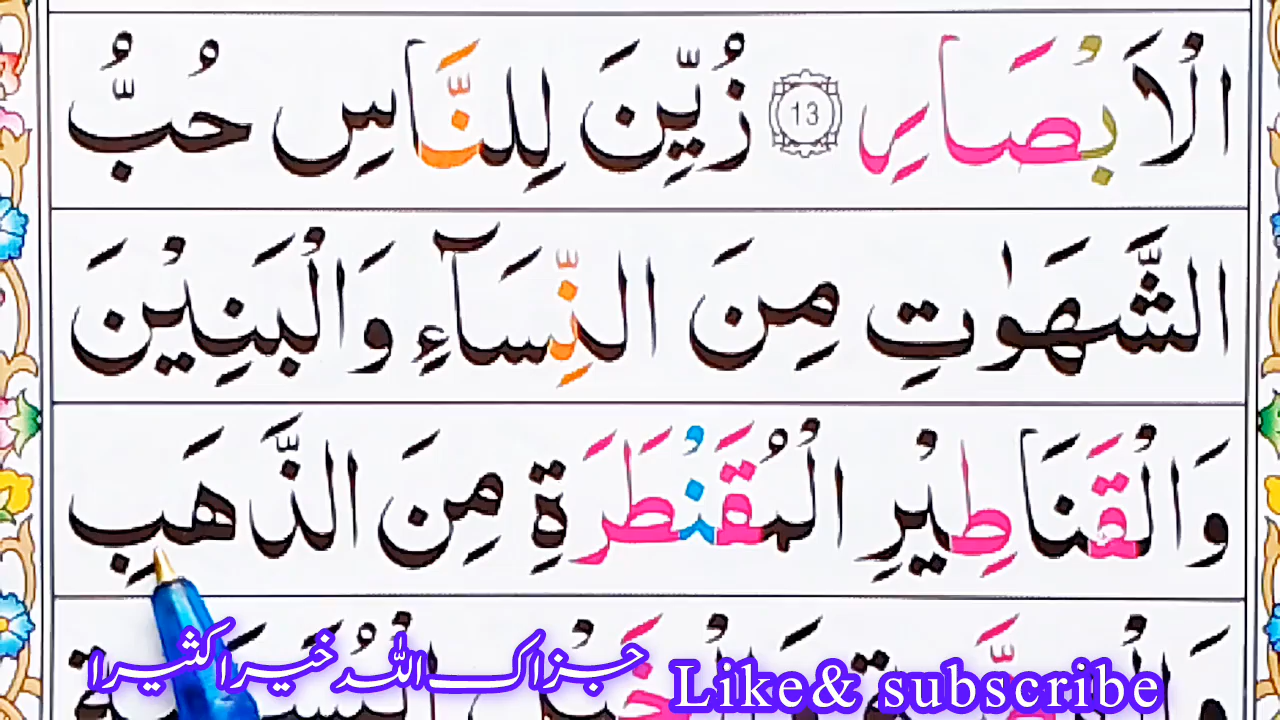 الْاَبْصَارِ 13 زُيِّنَ لِلنَّاسِ حُبُّ
الشَّهَوٰتِ مِنَ النِّسَآءِ وَالْبَنِيْنَ
وَالْقَنَاطِيْرِ الْمُقَنْطَرَةِ مِنَ الذَّهَبِ
جزاک اللہ خیرا کثیرا Like& subscribe